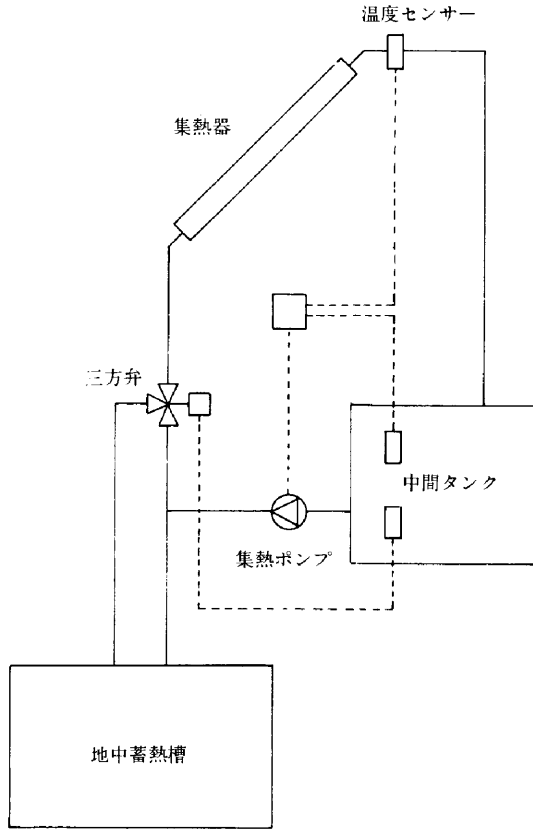 温度センサー
集熱器
三方弁
中間タンク
集熱ポンプ
地中蓄熱槽